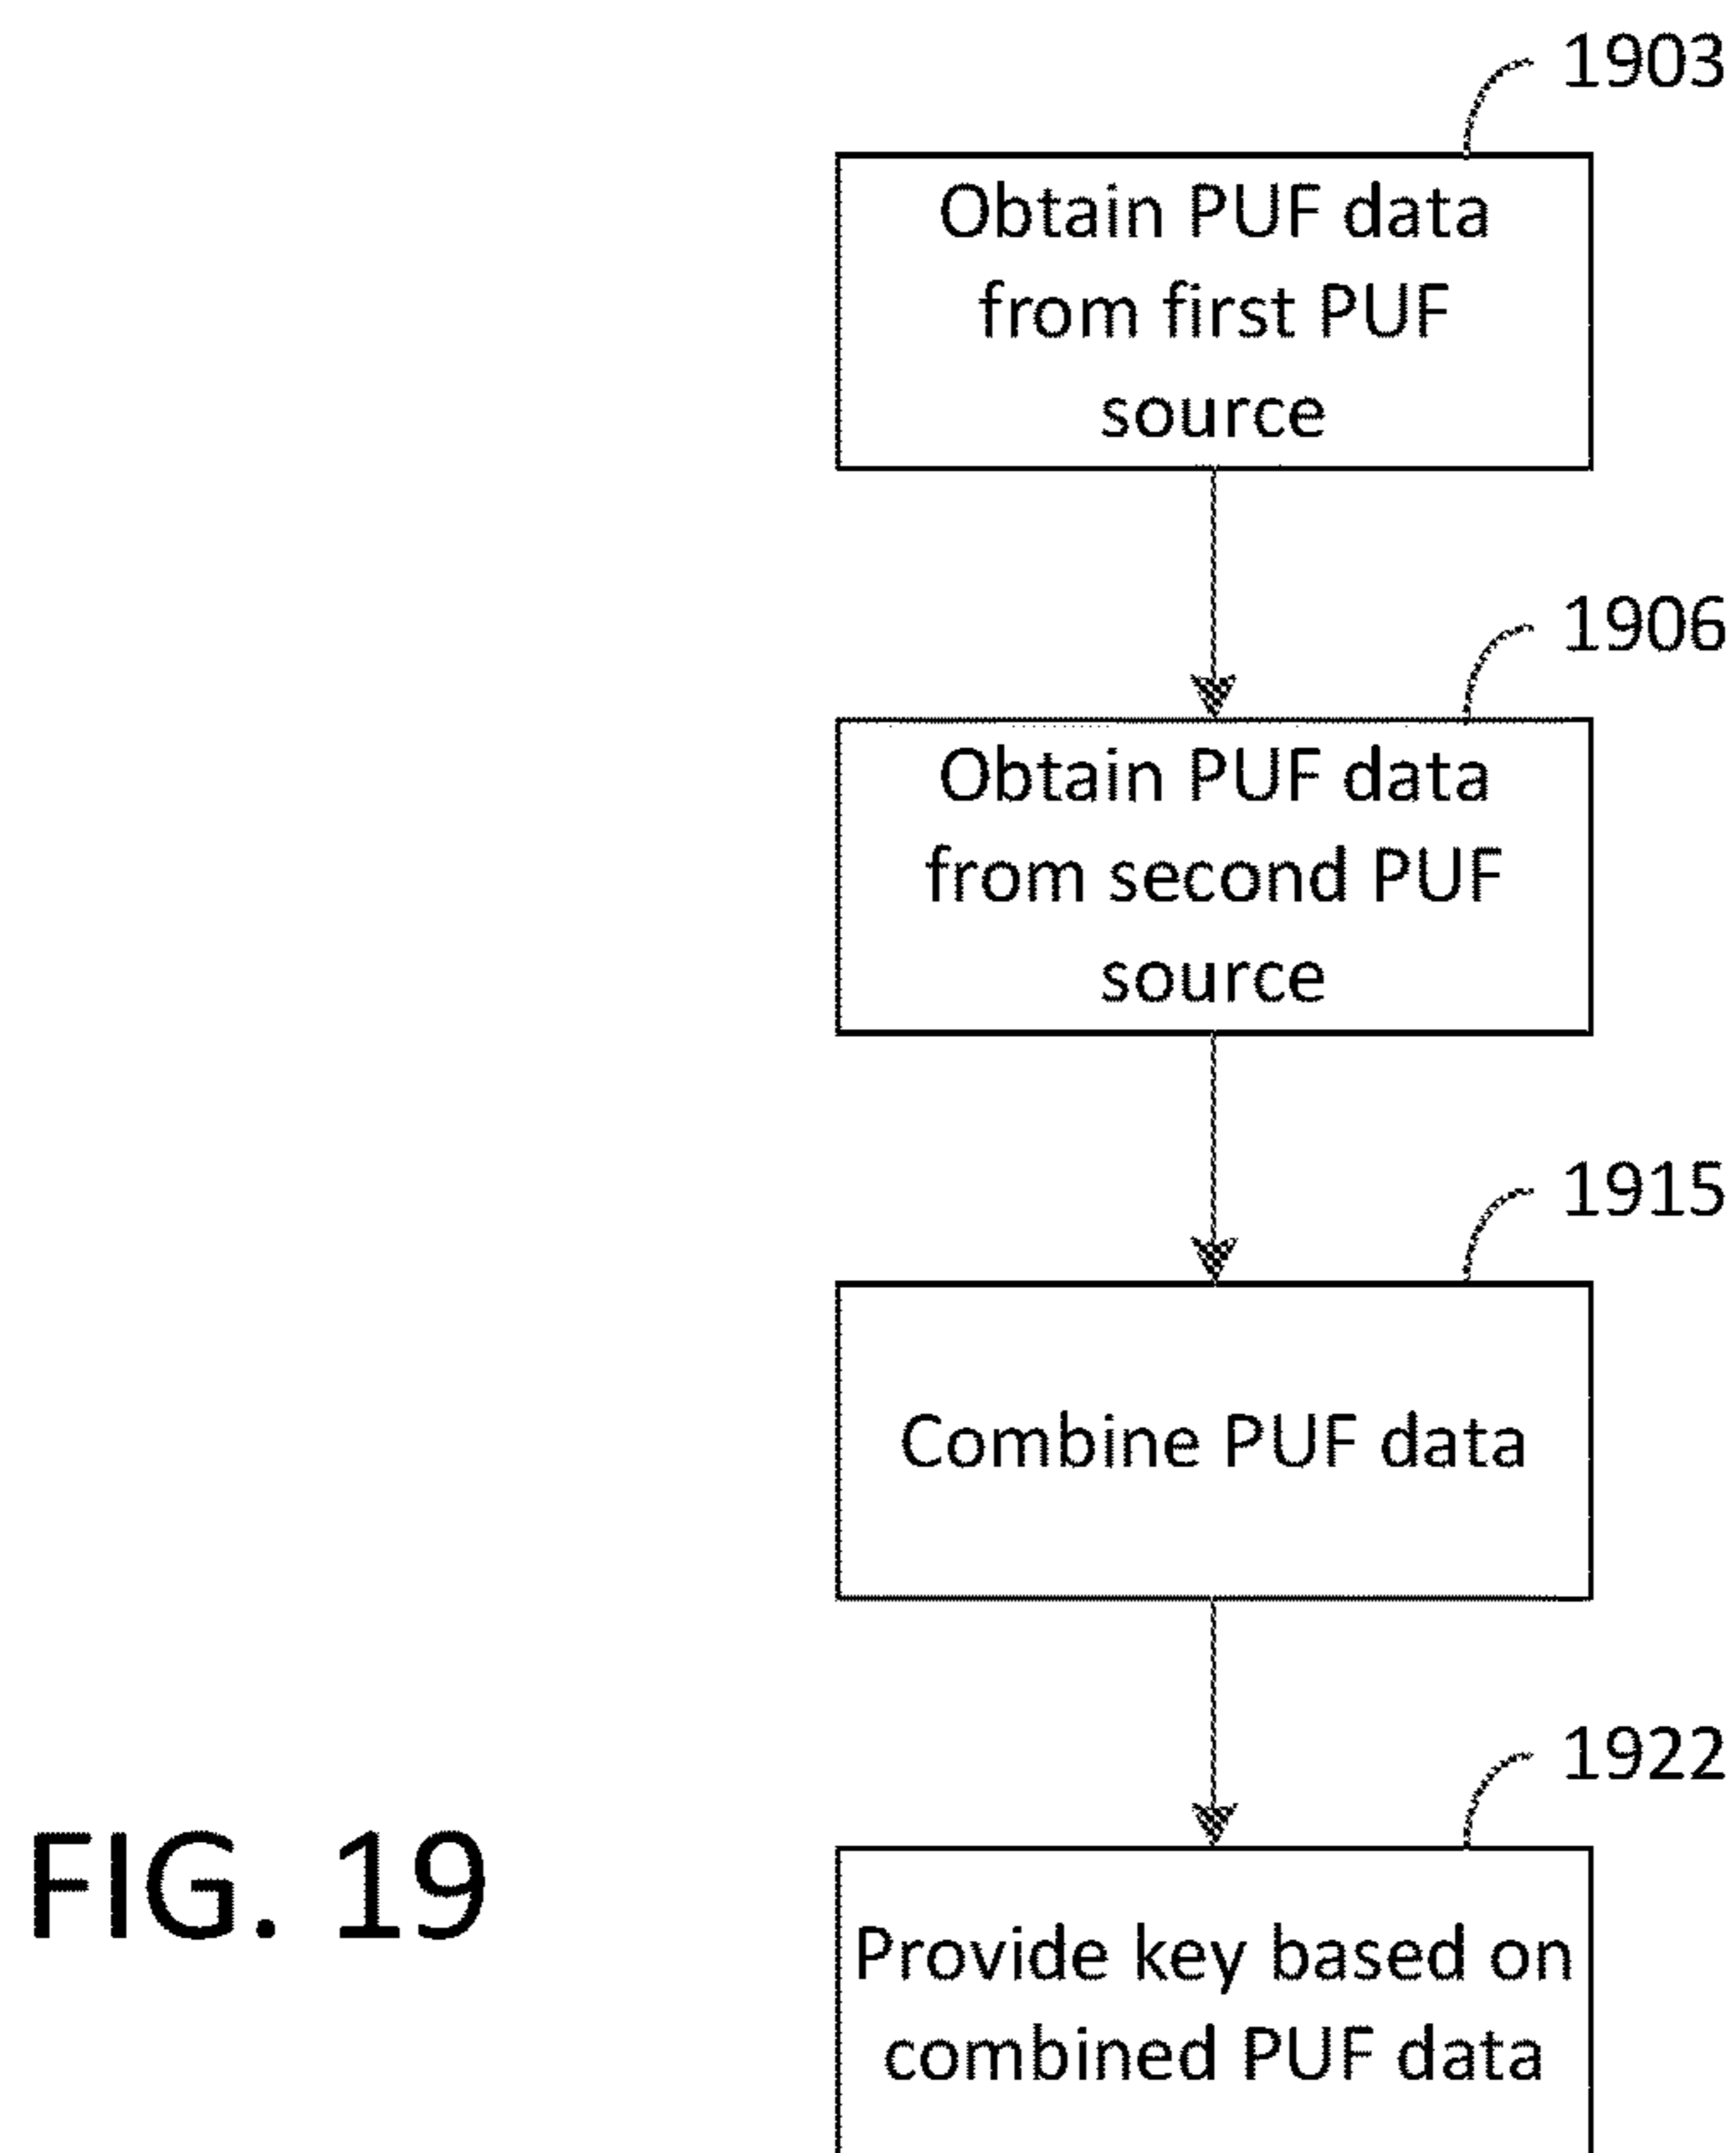 1903
Obtain PUF data
from first PUF
source
1906
Obtain PUF data
from second PUF
source
1915
Combine PUF data
1922
Provide key based on
combined PUF data
FIG. 19